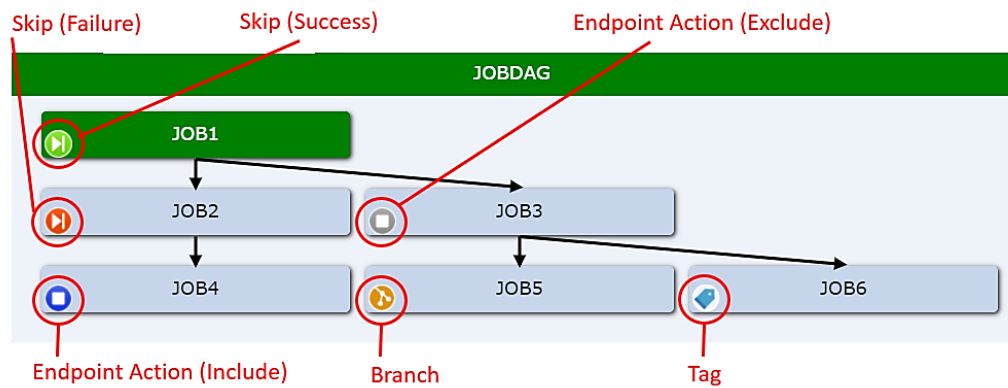 Skip (Failure)
Skip (Success)
Endpoint Action (Exclude)
JOBDAG
JOB1
JOB2
JOB3
JOB4
JOB5
JOB6
Endpoint Action (Include)
Branch
Tag